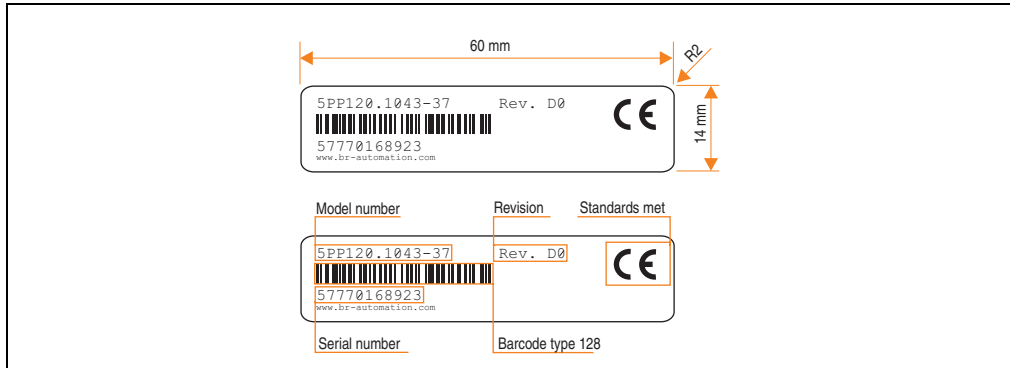 60 mm
R2
5PP120.1043-37 Rev. D0
CE
14 mm
57770168923
www.br-automation.com
Model number Revision Standards met
5PP120.1043-37 Rev. D0
CE
57770168923
www.br-automation.com
Serial number Barcode type 128